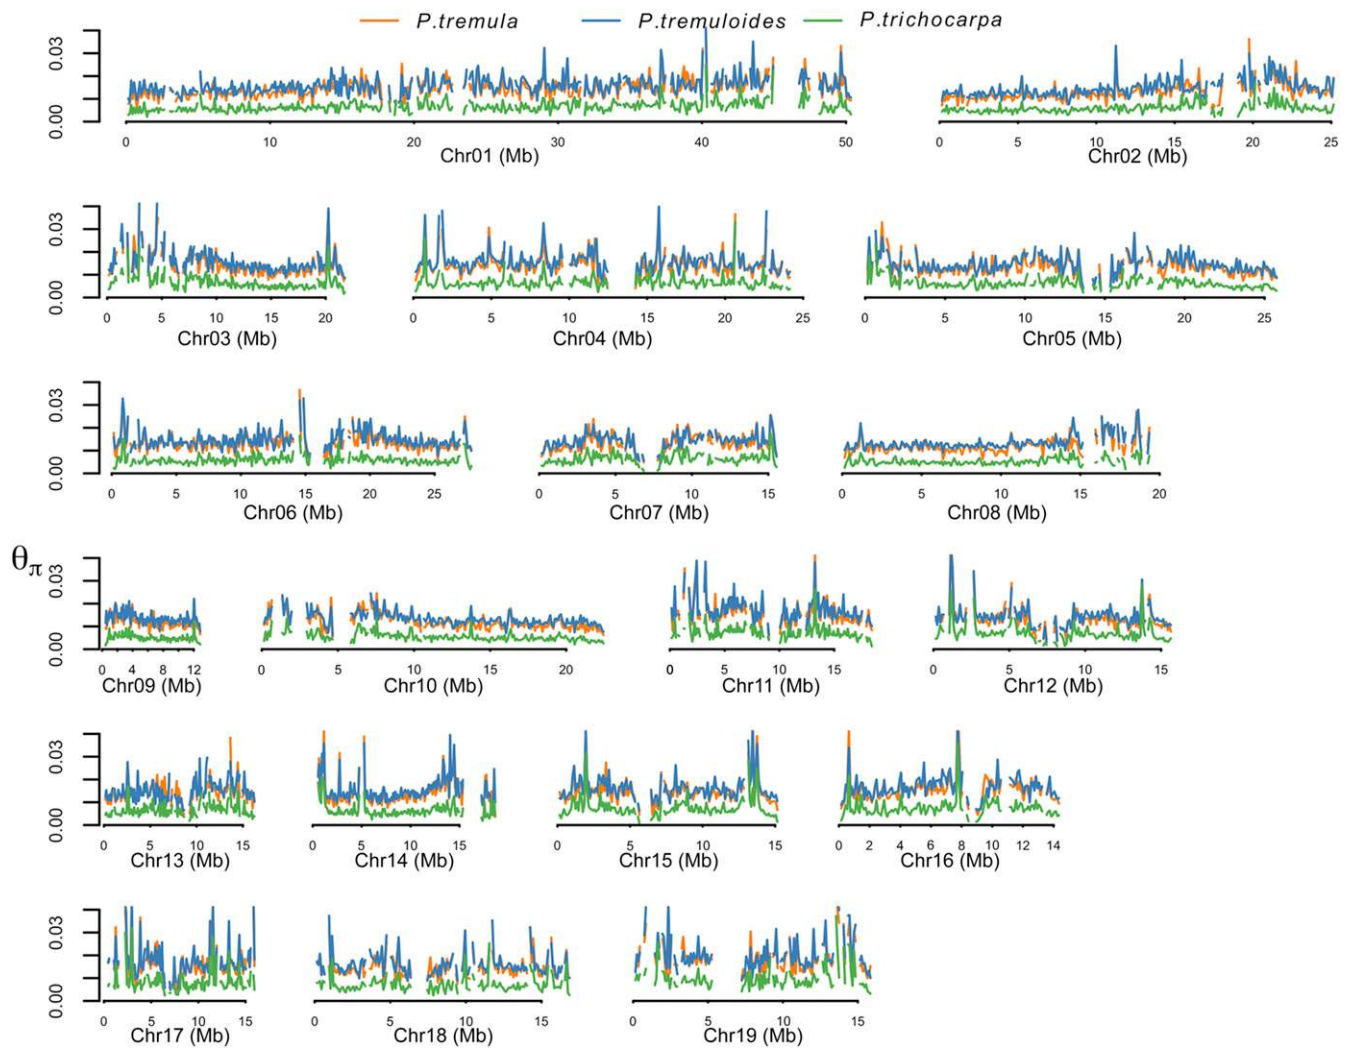 P.tremula P.tremuloides P.trichocarpa
0.00 0.03
0 10 20 30 40 50
Chr01 (Mb)
0 5 10 15 20 25
Chr02 (Mb)
0.00 0.03
0 5 10 15 20
Chr03 (Mb)
0 5 10 15 20 25
Chr04 (Mb)
0 5 10 15 20 25
Chr05 (Mb)
0.00 0.03
0 5 10 15 20 25
Chr06 (Mb)
0 5 10 15
Chr07 (Mb)
0 5 10 15 20
Chr08 (Mb)
θπ
0.00 0.03
0 2 4 6 8 12
Chr09 (Mb)
0 5 10 15 20
Chr10 (Mb)
0 5 10 15
Chr11 (Mb)
0 5 10 15
Chr12 (Mb)
0.00 0.03
0 5 10 15
Chr13 (Mb)
0 5 10 15
Chr14 (Mb)
0 5 10 15
Chr15 (Mb)
0 2 4 6 8 10 12 14
Chr16 (Mb)
0.00 0.03
0 5 10 15
Chr17 (Mb)
0 5 10 15
Chr18 (Mb)
0 5 10 15
Chr19 (Mb)